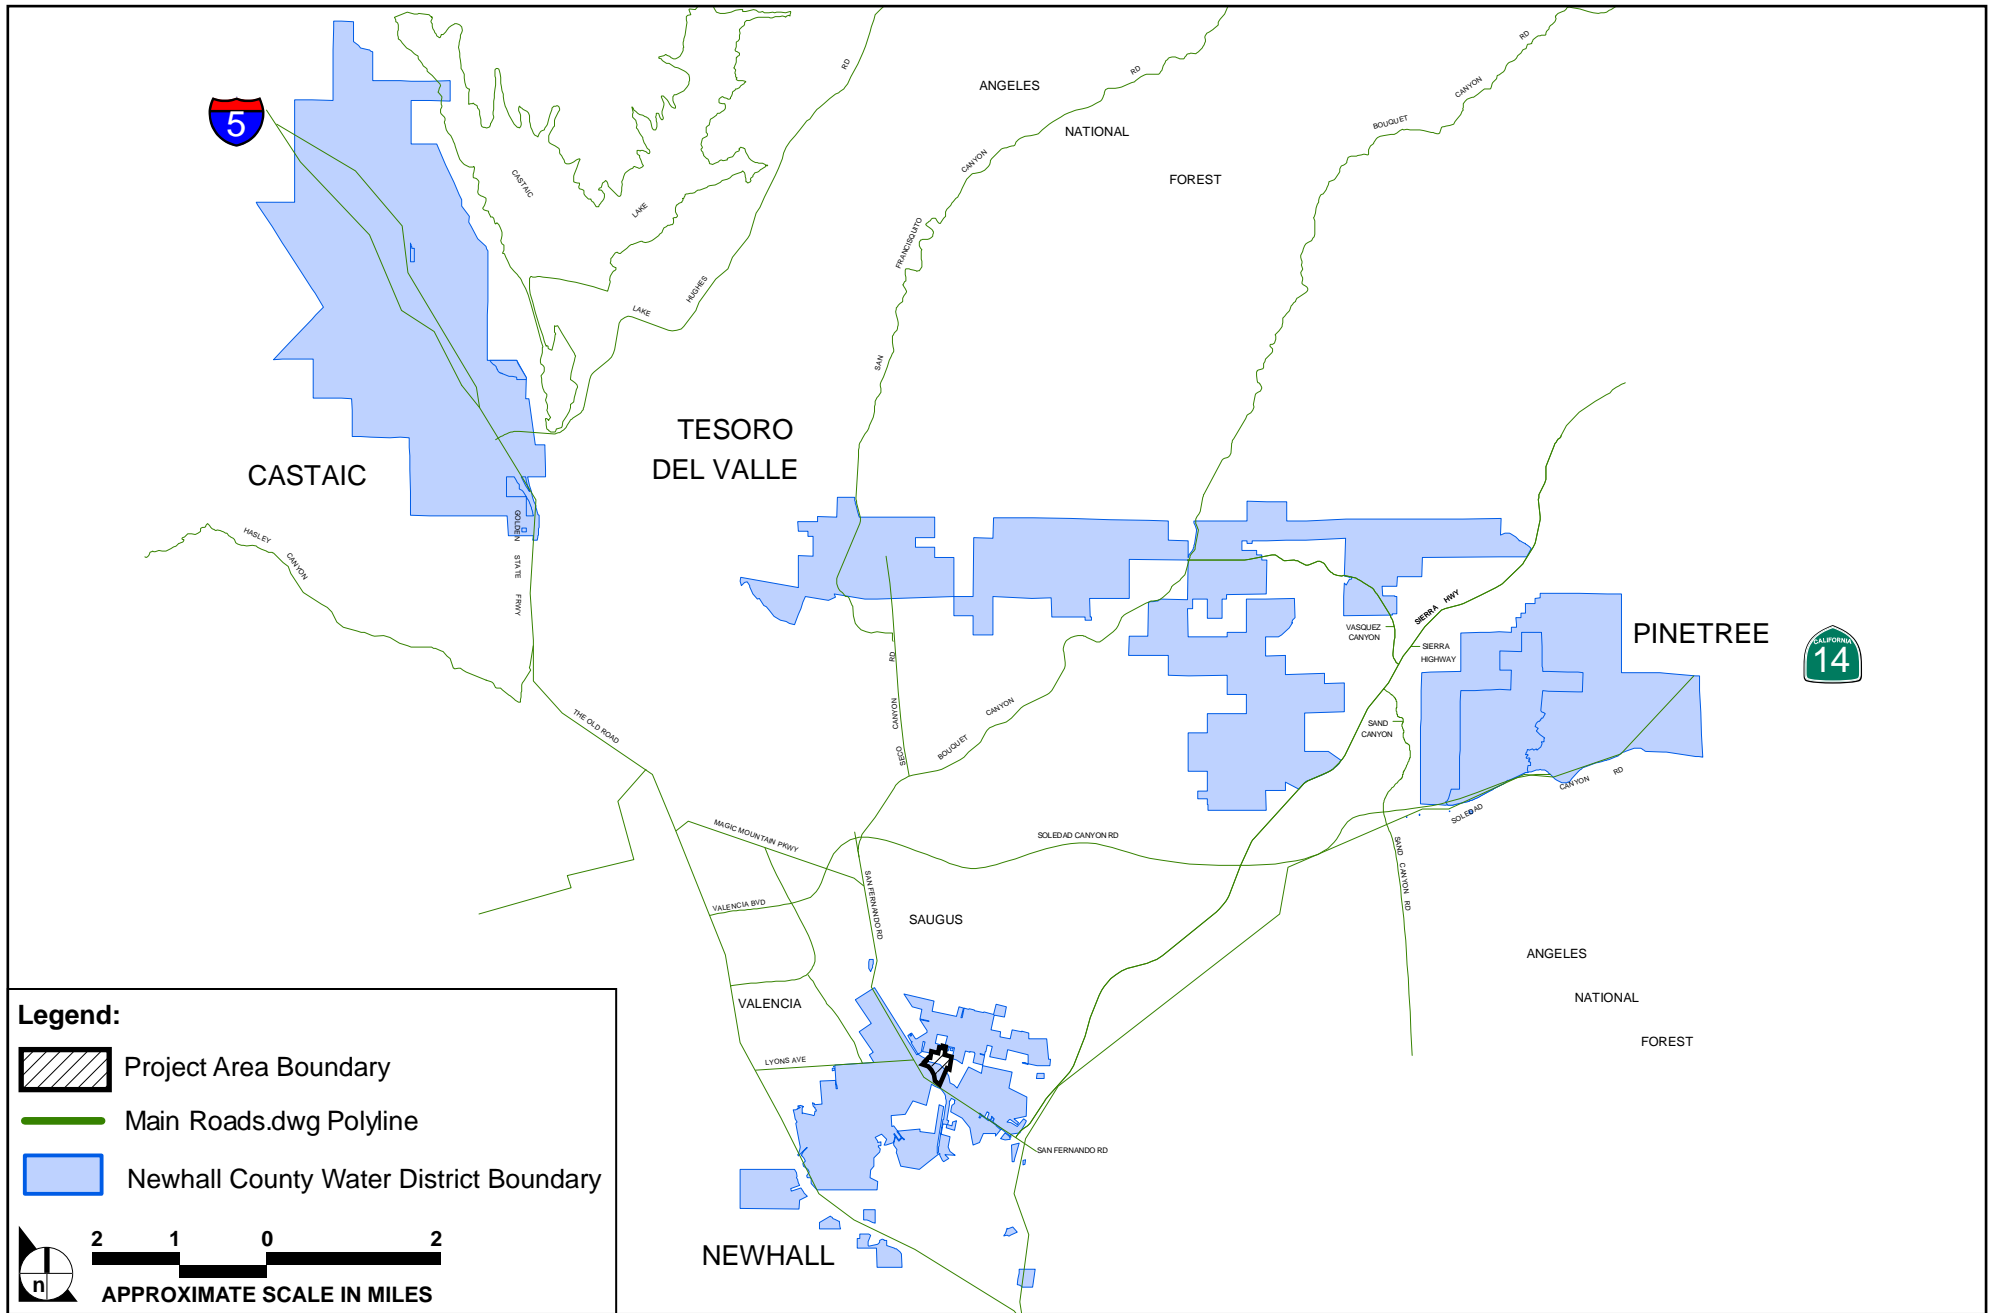 5
RD
ANGELES
RD
NATIONAL
FOREST
CANYON
BOUQUET
CANYON
RD
CASTAIC
LAKE
FRANCISQUITO
SAN
HUGHES
LAKE
TESORO
DEL VALLE
CASTAIC
HASLEY
CANYON
GOLDEN STATE FRWY
VASQUEZ
CANYON
SIERRA HWY
SIERRA
HIGHWAY
PINETREE
CALIFORNIA
14
SAND
CANYON
THE OLD ROAD
SECO CANYON RD
BOUQUET
CANYON
SOLEDAD
CANYON
RD
MAGIC MOUNTAIN PKWY
SOLEDAD CANYON RD
SAND CANYON RD
VALENCIA BVD
SAN FERNANDO RD
SAUGUS
ANGELES
NATIONAL
FOREST
VALENCIA
LYONS AVE
SAN FERNANDO RD
NEWHALL
Legend:
Project Area Boundary
Main Roads.dwg Polyline
Newhall County Water District Boundary
2 1 0 2
n
APPROXIMATE SCALE IN MILES